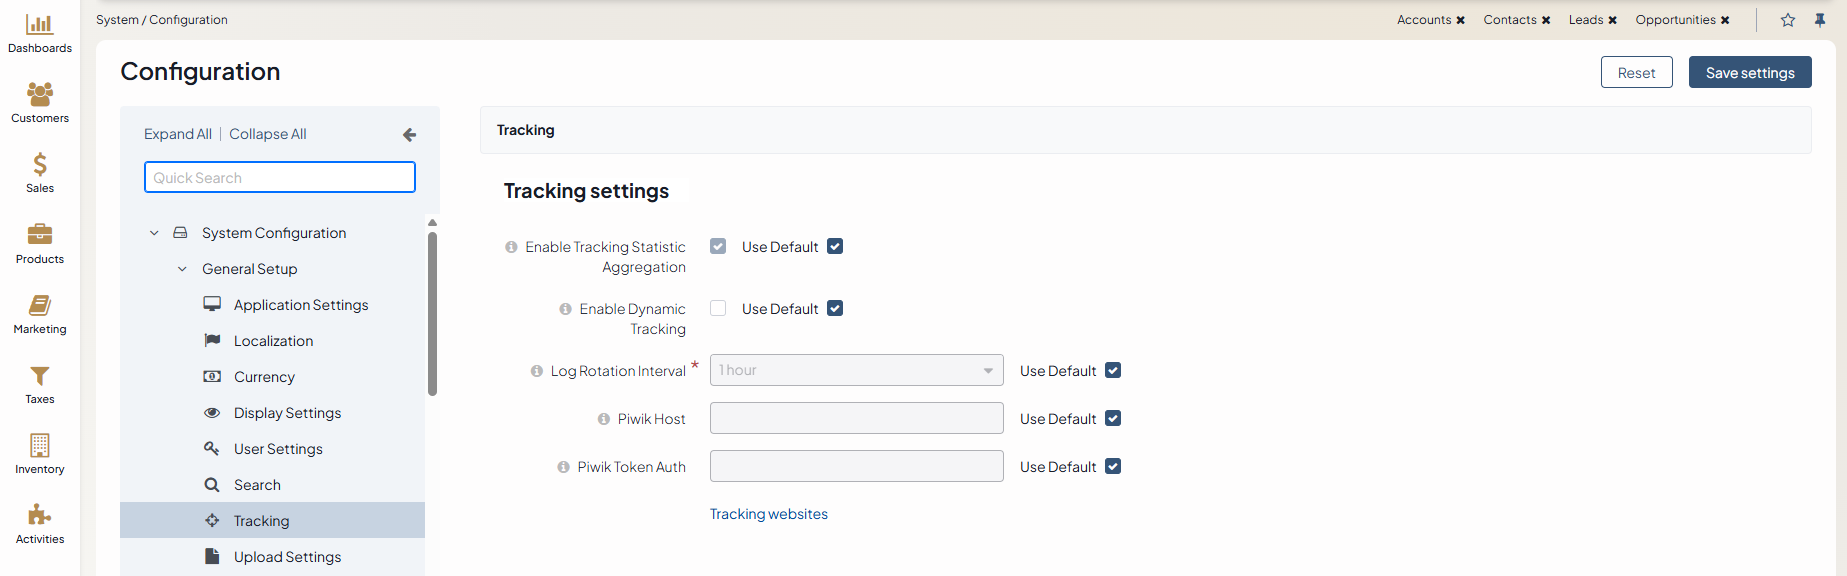 Dashboards
Customers
Sales
Products
Marketing
Taxes
Inventory
Activities
System / Configuration
Accounts ✖ Contacts ✖ Leads ✖ Opportunities ✖
Configuration
Reset Save settings
Expand All | Collapse All
Quick Search
System Configuration
General Setup
Application Settings
Localization
Currency
Display Settings
User Settings
Search
Tracking
Upload Settings
Tracking
Tracking settings
Enable Tracking Statistic
Aggregation
Use Default
Enable Dynamic
Tracking
Use Default
Log Rotation Interval * 1 hour Use Default
Piwik Host Use Default
Piwik Token Auth Use Default
Tracking websites